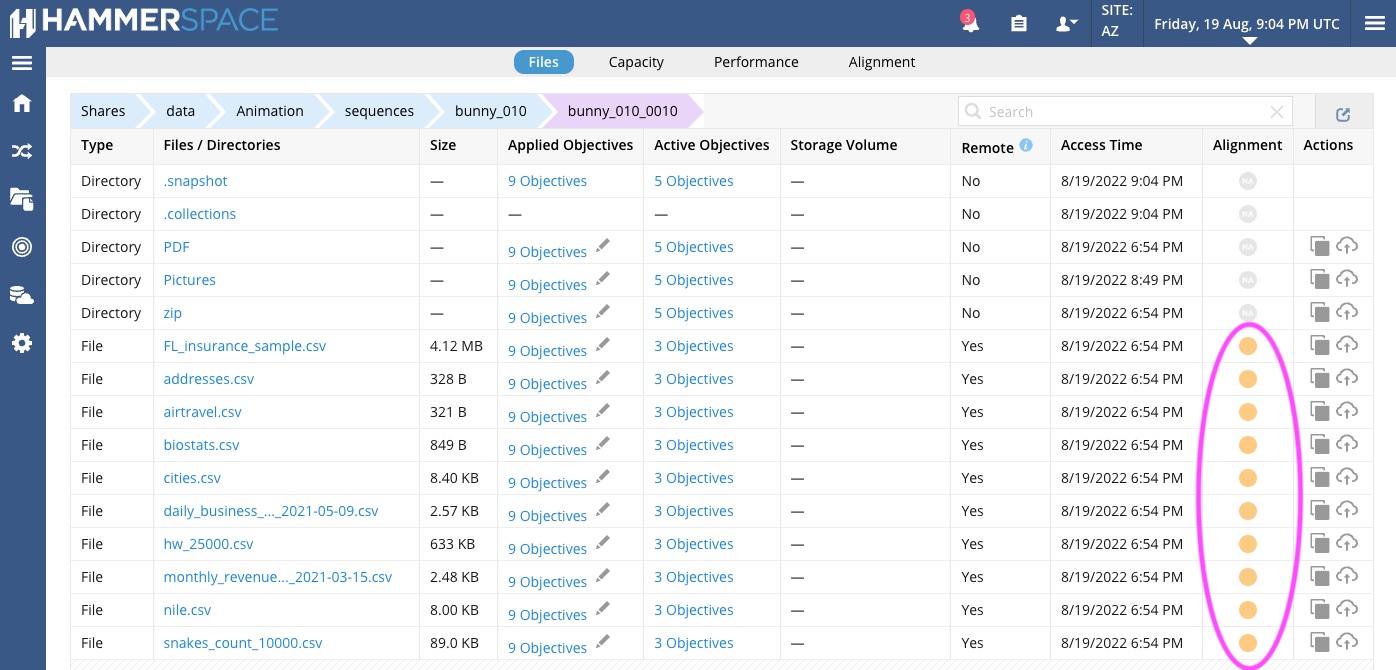 HAMMERSPACE
3
SITE: AZ
Friday, 19 Aug, 9:04 PM UTC
Files Capacity Performance Alignment
Shares data Animation sequences bunny_010 bunny_010_0010 Search
Type Files / Directories Size Applied Objectives Active Objectives Storage Volume Remote i Access Time Alignment Actions
Directory .snapshot — 9 Objectives 5 Objectives — No 8/19/2022 9:04 PM NA
Directory .collections — — — — No 8/19/2022 9:04 PM NA
Directory PDF — 9 Objectives 5 Objectives — No 8/19/2022 6:54 PM NA
Directory Pictures — 9 Objectives 5 Objectives — No 8/19/2022 8:49 PM NA
Directory zip — 9 Objectives 5 Objectives — No 8/19/2022 6:54 PM NA
File FL_insurance_sample.csv 4.12 MB 9 Objectives 3 Objectives — Yes 8/19/2022 6:54 PM
File addresses.csv 328 B 9 Objectives 3 Objectives — Yes 8/19/2022 6:54 PM
File airtravel.csv 321 B 9 Objectives 3 Objectives — Yes 8/19/2022 6:54 PM
File biostats.csv 849 B 9 Objectives 3 Objectives — Yes 8/19/2022 6:54 PM
File cities.csv 8.40 KB 9 Objectives 3 Objectives — Yes 8/19/2022 6:54 PM
File daily_business_..._2021-05-09.csv 2.57 KB 9 Objectives 3 Objectives — Yes 8/19/2022 6:54 PM
File hw_25000.csv 633 KB 9 Objectives 3 Objectives — Yes 8/19/2022 6:54 PM
File monthly_revenue..._2021-03-15.csv 2.48 KB 9 Objectives 3 Objectives — Yes 8/19/2022 6:54 PM
File nile.csv 8.00 KB 9 Objectives 3 Objectives — Yes 8/19/2022 6:54 PM
File snakes_count_10000.csv 89.0 KB 9 Objectives 3 Objectives — Yes 8/19/2022 6:54 PM